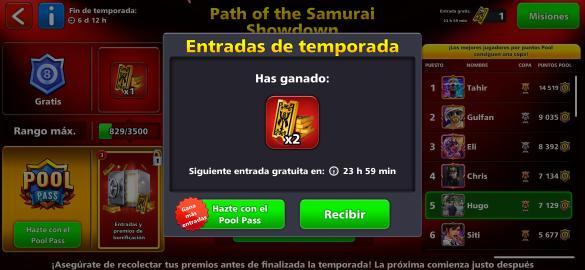 Fin de temporada:
6 d 12 h
Path of the Samurai
Showdown
Entrada gratis en:
23 h 59 min
1
Misiones
8
Gratis
x1
Rango máx. 829/3500
POOL
PASS
Hazte con el
Pool Pass
Entradas y
premios de
bonificación
Entradas de temporada
Has ganado:
x2
Siguiente entrada gratuita en: 23 h 59 min
Gana
más
entradas
Hazte con el
Pool Pass
Recibir
¡Los mejores jugadores por puntos Pool
consiguen una copa!
PUESTO NOMBRE COPA PUNTOS POOL
1 Tahir 14 519
2 Gulfan 9 035
3 Eli 8 392
4 Chris 7 134
5 Hugo 7 129
6 Siti 5 677
¡Asegúrate de recolectar tus premios antes de finalizada la temporada! La próxima comienza justo después